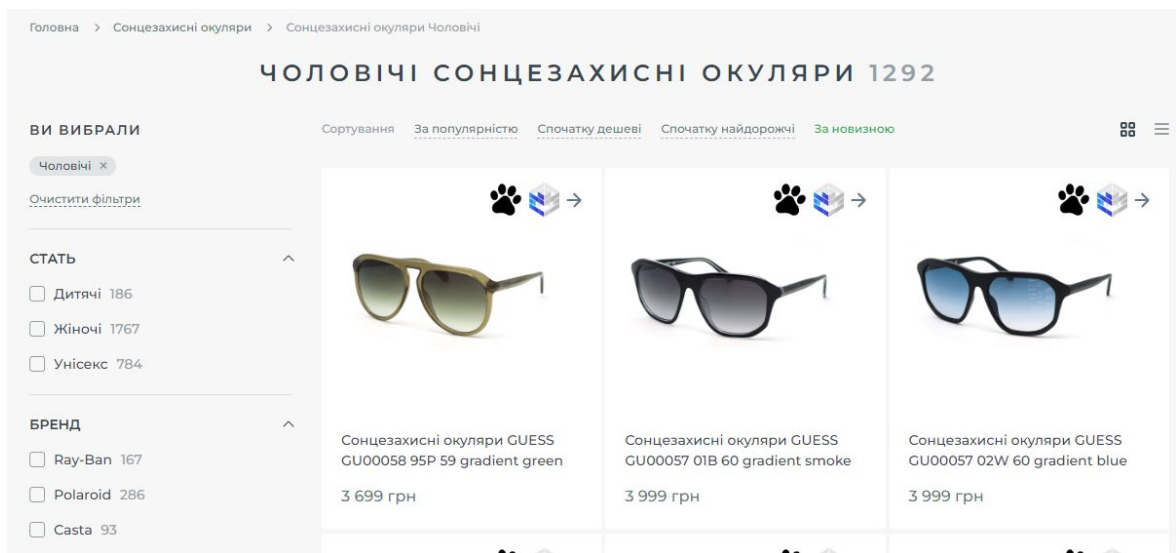 Головна > Сонцезахисні окуляри > Сонцезахисні окуляри Чоловічі
ЧОЛОВІЧІ СОНЦЕЗАХИСНІ ОКУЛЯРИ 1292
ВИ ВИБРАЛИ
Чоловічі ×
Очистити фільтри
СТАТЬ
Дитячі 186
Жіночі 1767
Унісекс 784
БРЕНД
Ray-Ban 167
Polaroid 286
Casta 93
Сортування За популярністю Спочатку дешеві Спочатку найдорожчі За новизною
Сонцезахисні окуляри GUESS
GU00058 95P 59 gradient green
3 699 грн
Сонцезахисні окуляри GUESS
GU00057 01B 60 gradient smoke
3 999 грн
Сонцезахисні окуляри GUESS
GU00057 02W 60 gradient blue
3 999 грн